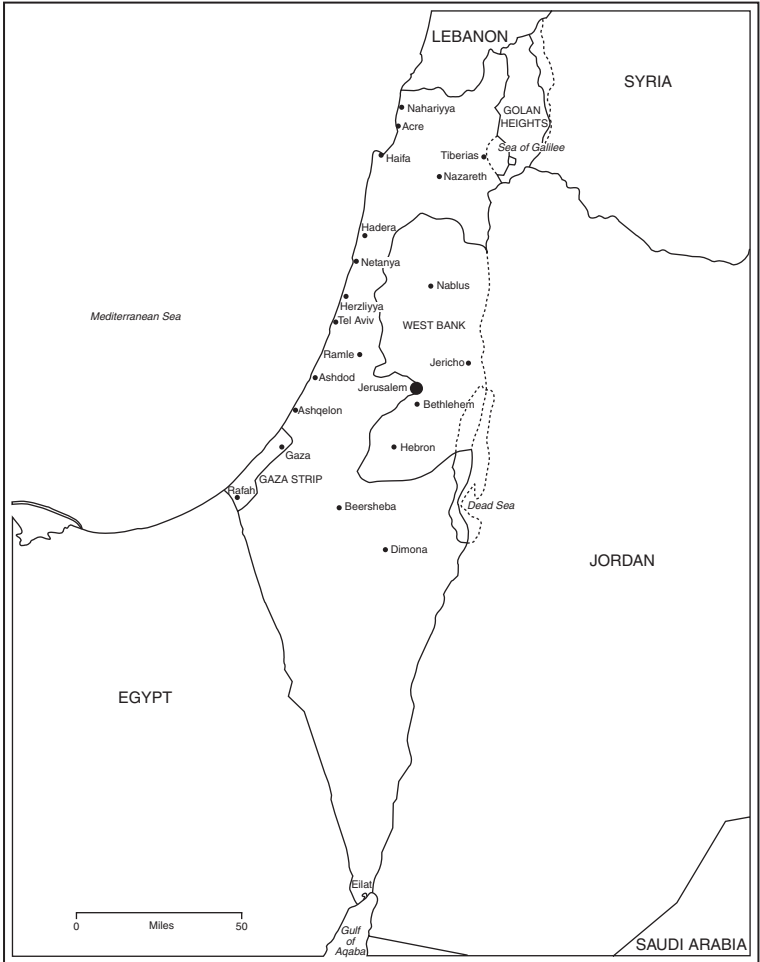 LEBANON
SYRIA
Nahariyya
GOLAN
HEIGHTS
Acre
Sea of Galilee
Haifa
Tiberias
Nazareth
Hadera
Netanya
Nablus
Herzliyya
Mediterranean Sea
Tel Aviv
WEST BANK
Ramle
Jericho
Ashdod
Jerusalem
Bethlehem
Ashqelon
Hebron
Gaza
GAZA STRIP
Rafah
Beersheba
Dead Sea
Dimona
JORDAN
EGYPT
Eilat
0 Miles 50
Gulf
of
Aqaba
SAUDI ARABIA